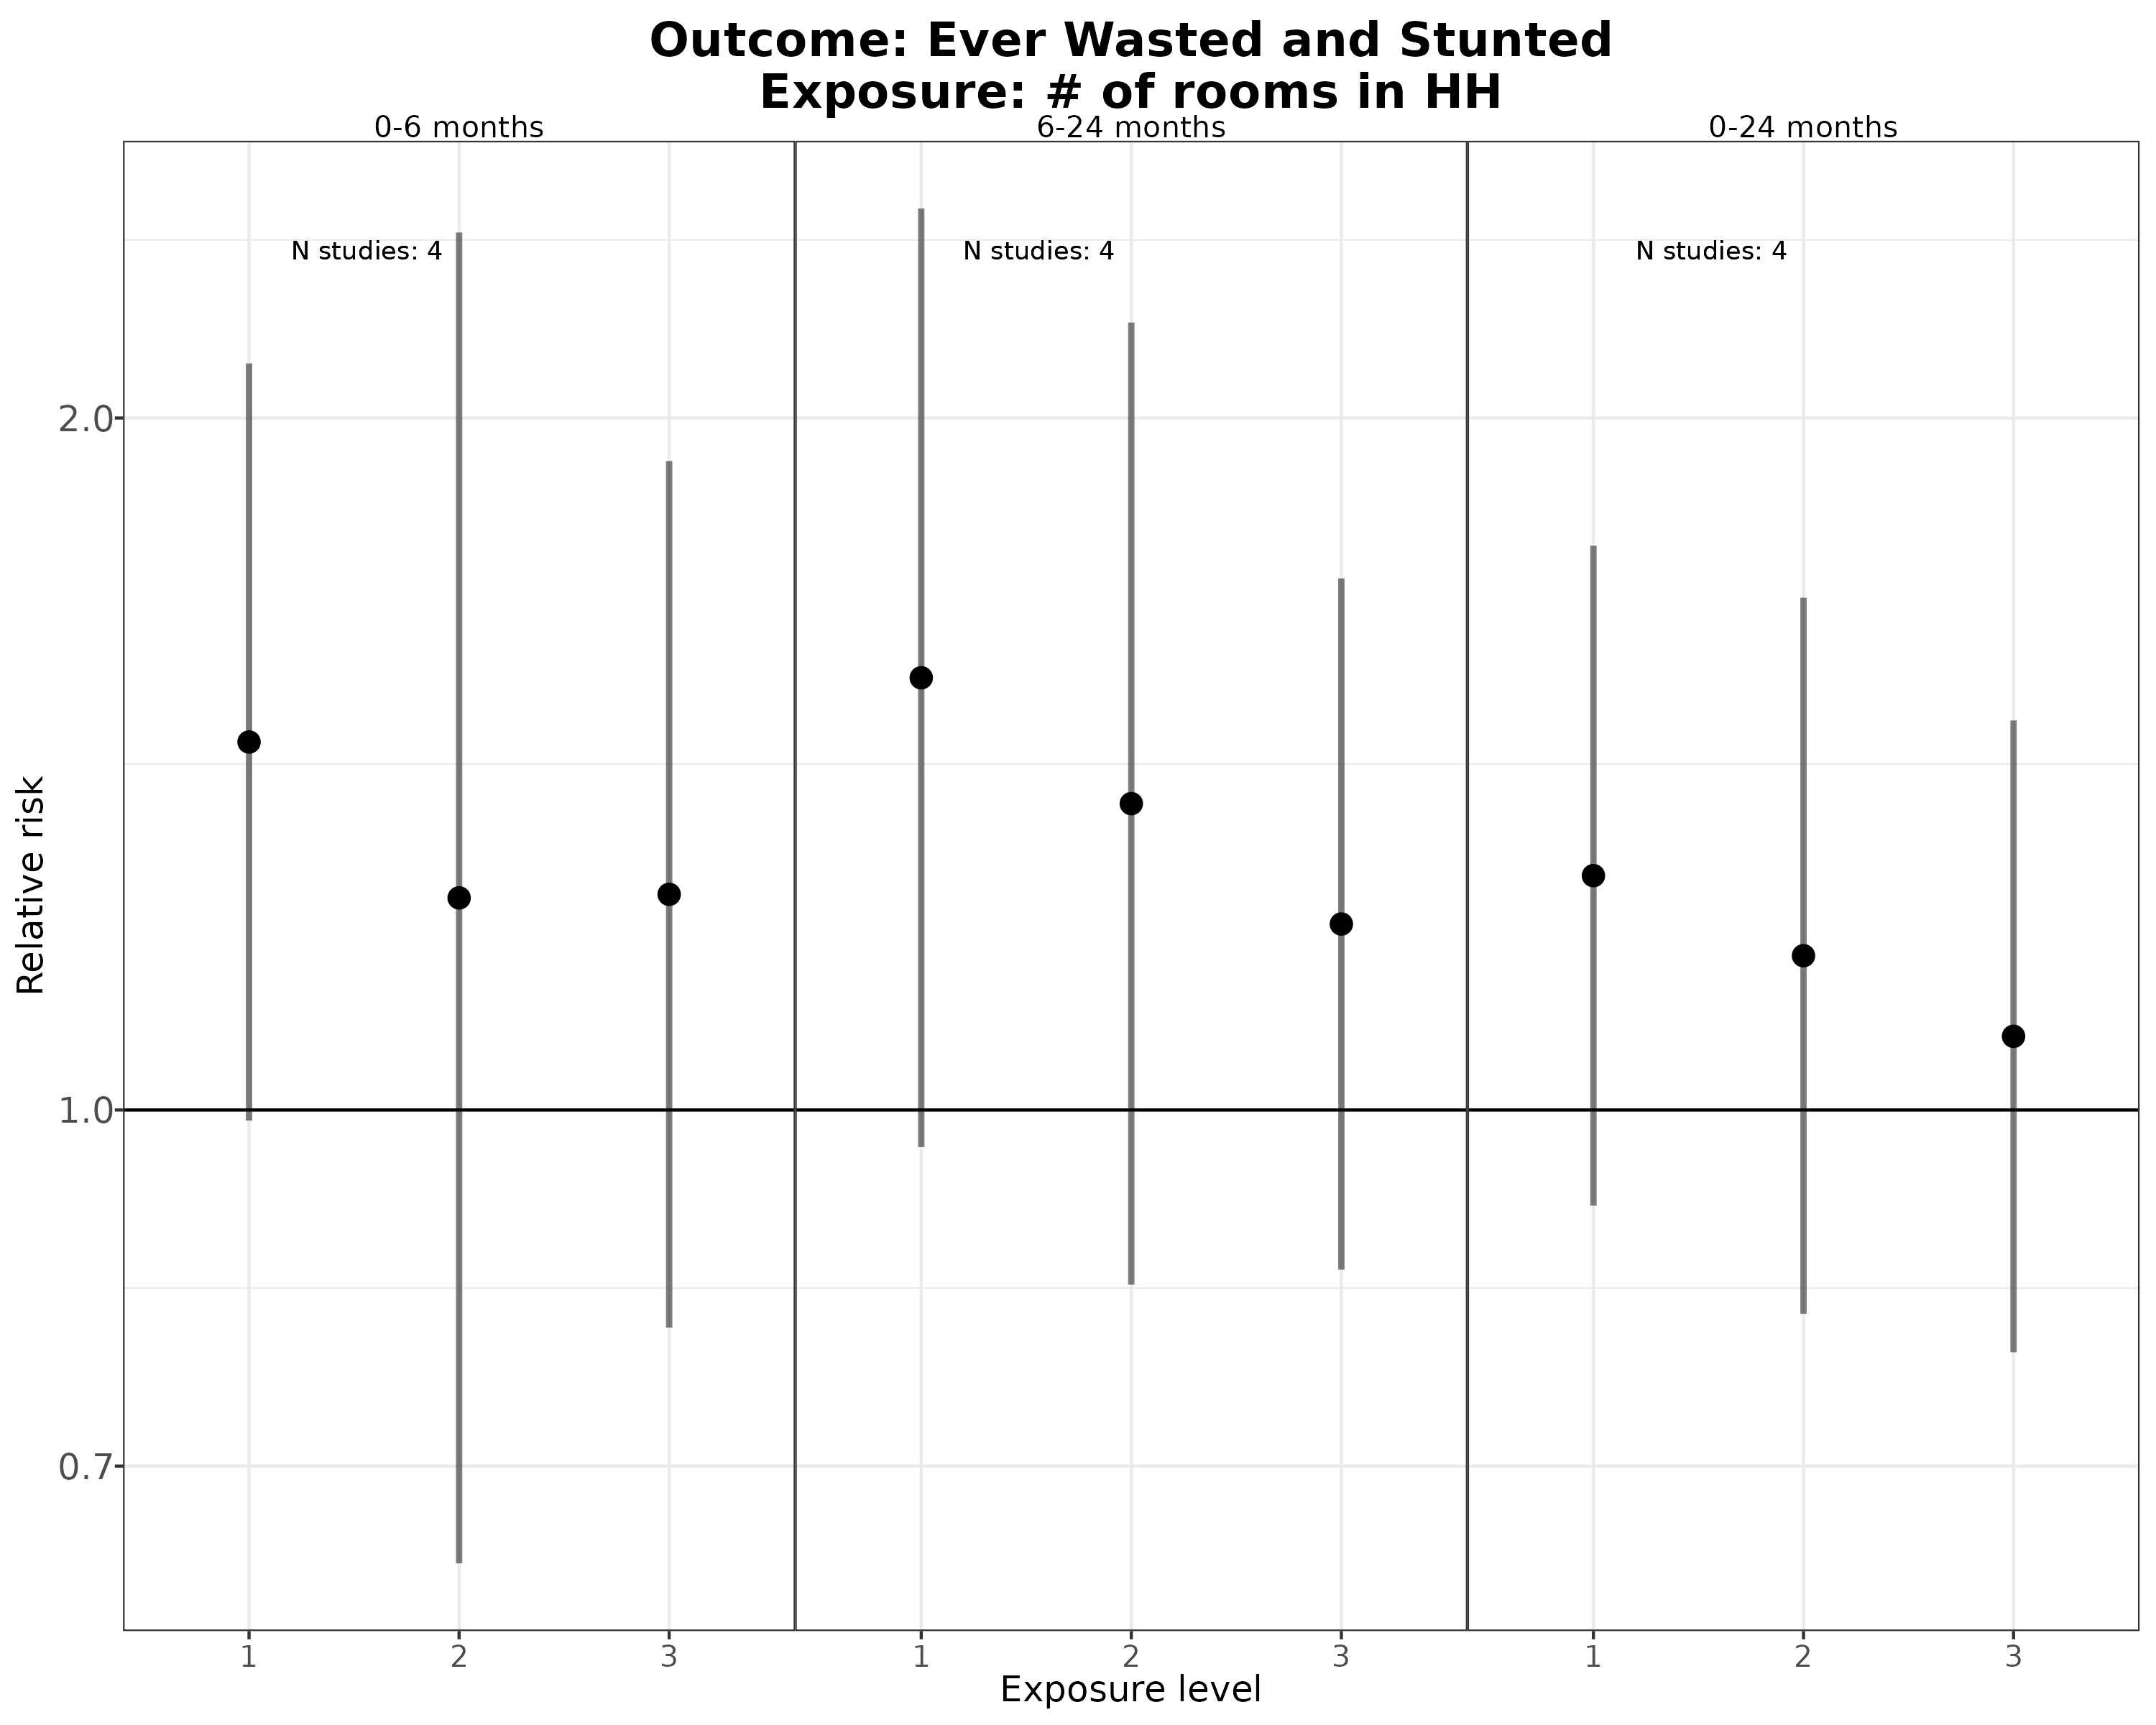 Outcome: Ever Wasted and Stunted
Exposure: # of rooms in HH
0-6 months
6-24 months
0-24 months
N studies: 4
N studies: 4
N studies: 4
Relative risk
2.0
1.0
0.7
1
2
3
1
2
3
1
2
3
Exposure level